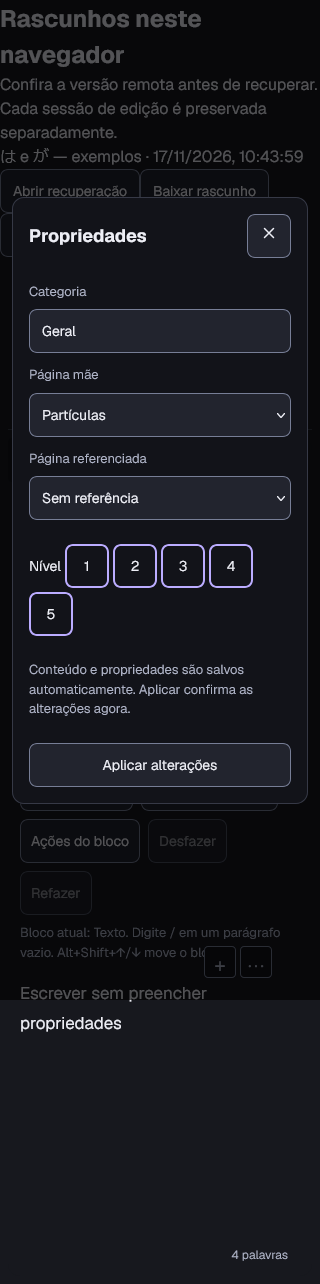 Rascunhos neste
navegador
Confira a versão remota antes de recuperar.
Cada sessão de edição é preservada
separadamente.
は e が — exemplos · 17/11/2026, 10:43:59
Abrir recuperação
Baixar rascunho
Propriedades
×
Categoria
Geral
Página mãe
Partículas
Página referenciada
Sem referência
Nível 1 2 3 4
5
Conteúdo e propriedades são salvos
automaticamente. Aplicar confirma as
alterações agora.
Aplicar alterações
Ações do bloco
Desfazer
Refazer
Bloco atual: Texto. Digite / em um parágrafo
vazio. Alt+Shift+↑/↓ move o
+ ...
Escrever sem preencher
propriedades
4 palavras